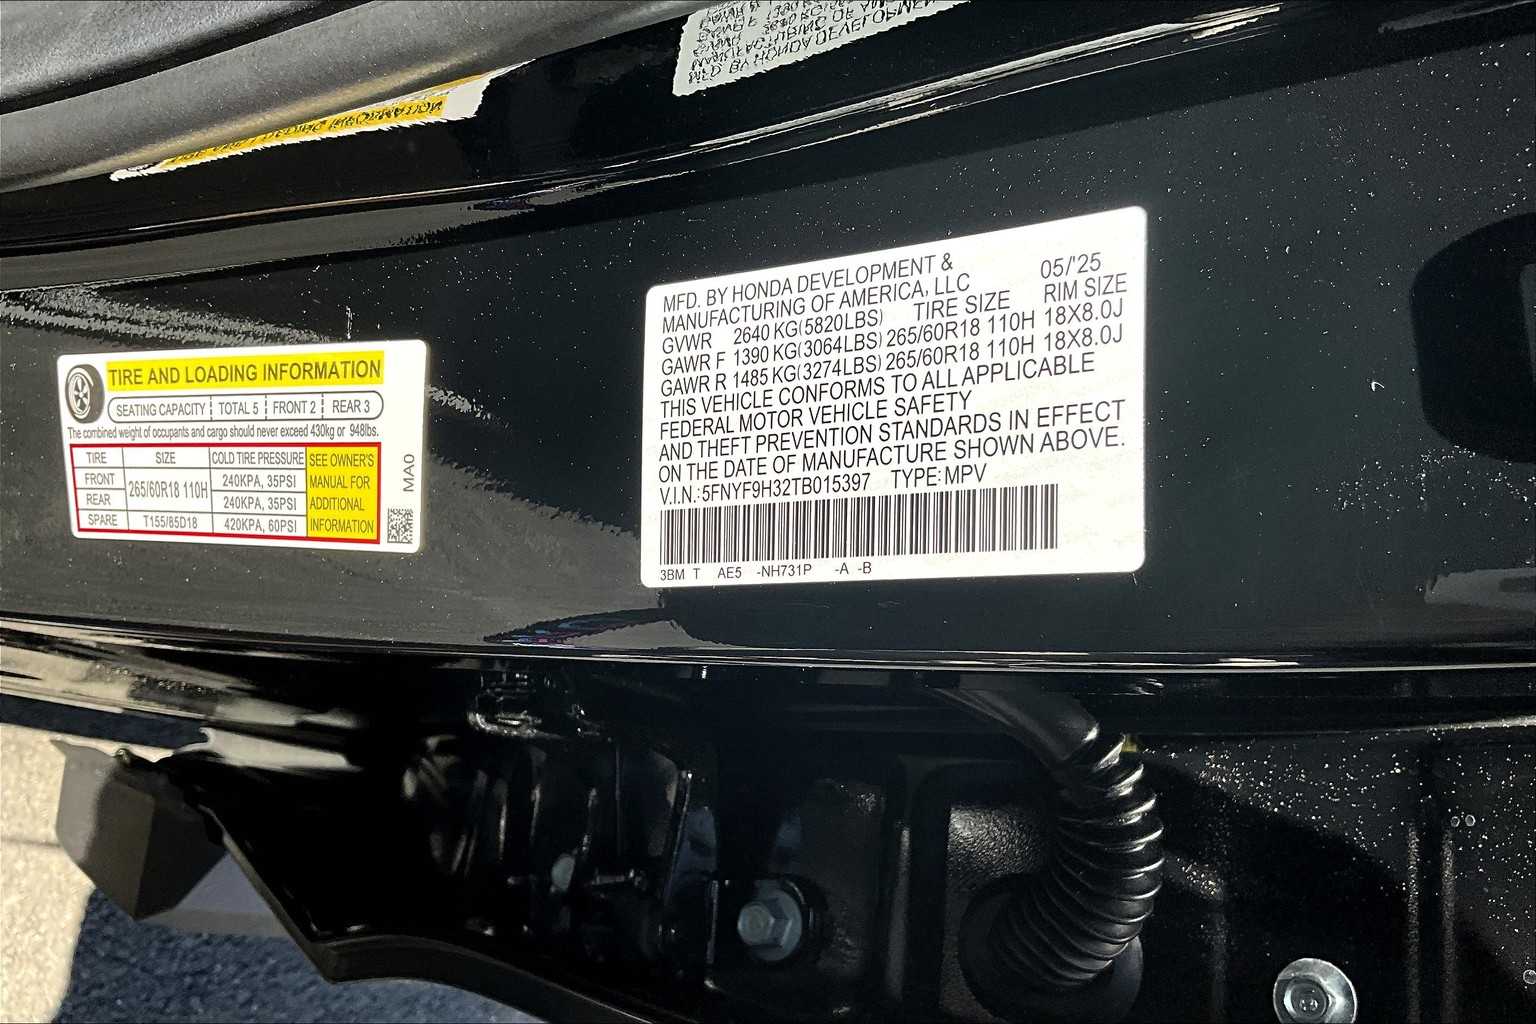 TIRE AND LOADING INFORMATION
SEATING CAPACITY TOTAL 5 FRONT 2 REAR 3
The combined weight of occupants and cargo should never exceed 430kg or 948lbs.
TIRE SIZE COLD TIRE PRESSURE SEE OWNER'S MANUAL FOR ADDITIONAL INFORMATION
FRONT 265/60R18 110H 240KPA, 35PSI
REAR 240KPA, 35PSI
SPARE T155/85D18 420KPA, 60PSI
MA0
MFD. BY HONDA DEVELOPMENT & 05/'25
MANUFACTURING OF AMERICA, LLC
GVWR 2640 KG(5820LBS) TIRE SIZE RIM SIZE
GAWR F 1390 KG(3064LBS) 265/60R18 110H 18X8.0J
GAWR R 1485 KG(3274LBS) 265/60R18 110H 18X8.0J
THIS VEHICLE CONFORMS TO ALL APPLICABLE
FEDERAL MOTOR VEHICLE SAFETY
AND THEFT PREVENTION STANDARDS IN EFFECT
ON THE DATE OF MANUFACTURE SHOWN ABOVE.
V.I.N.:5FNYF9H32TB015397 TYPE:MPV
3BM T AE5 -NH731P -A -B